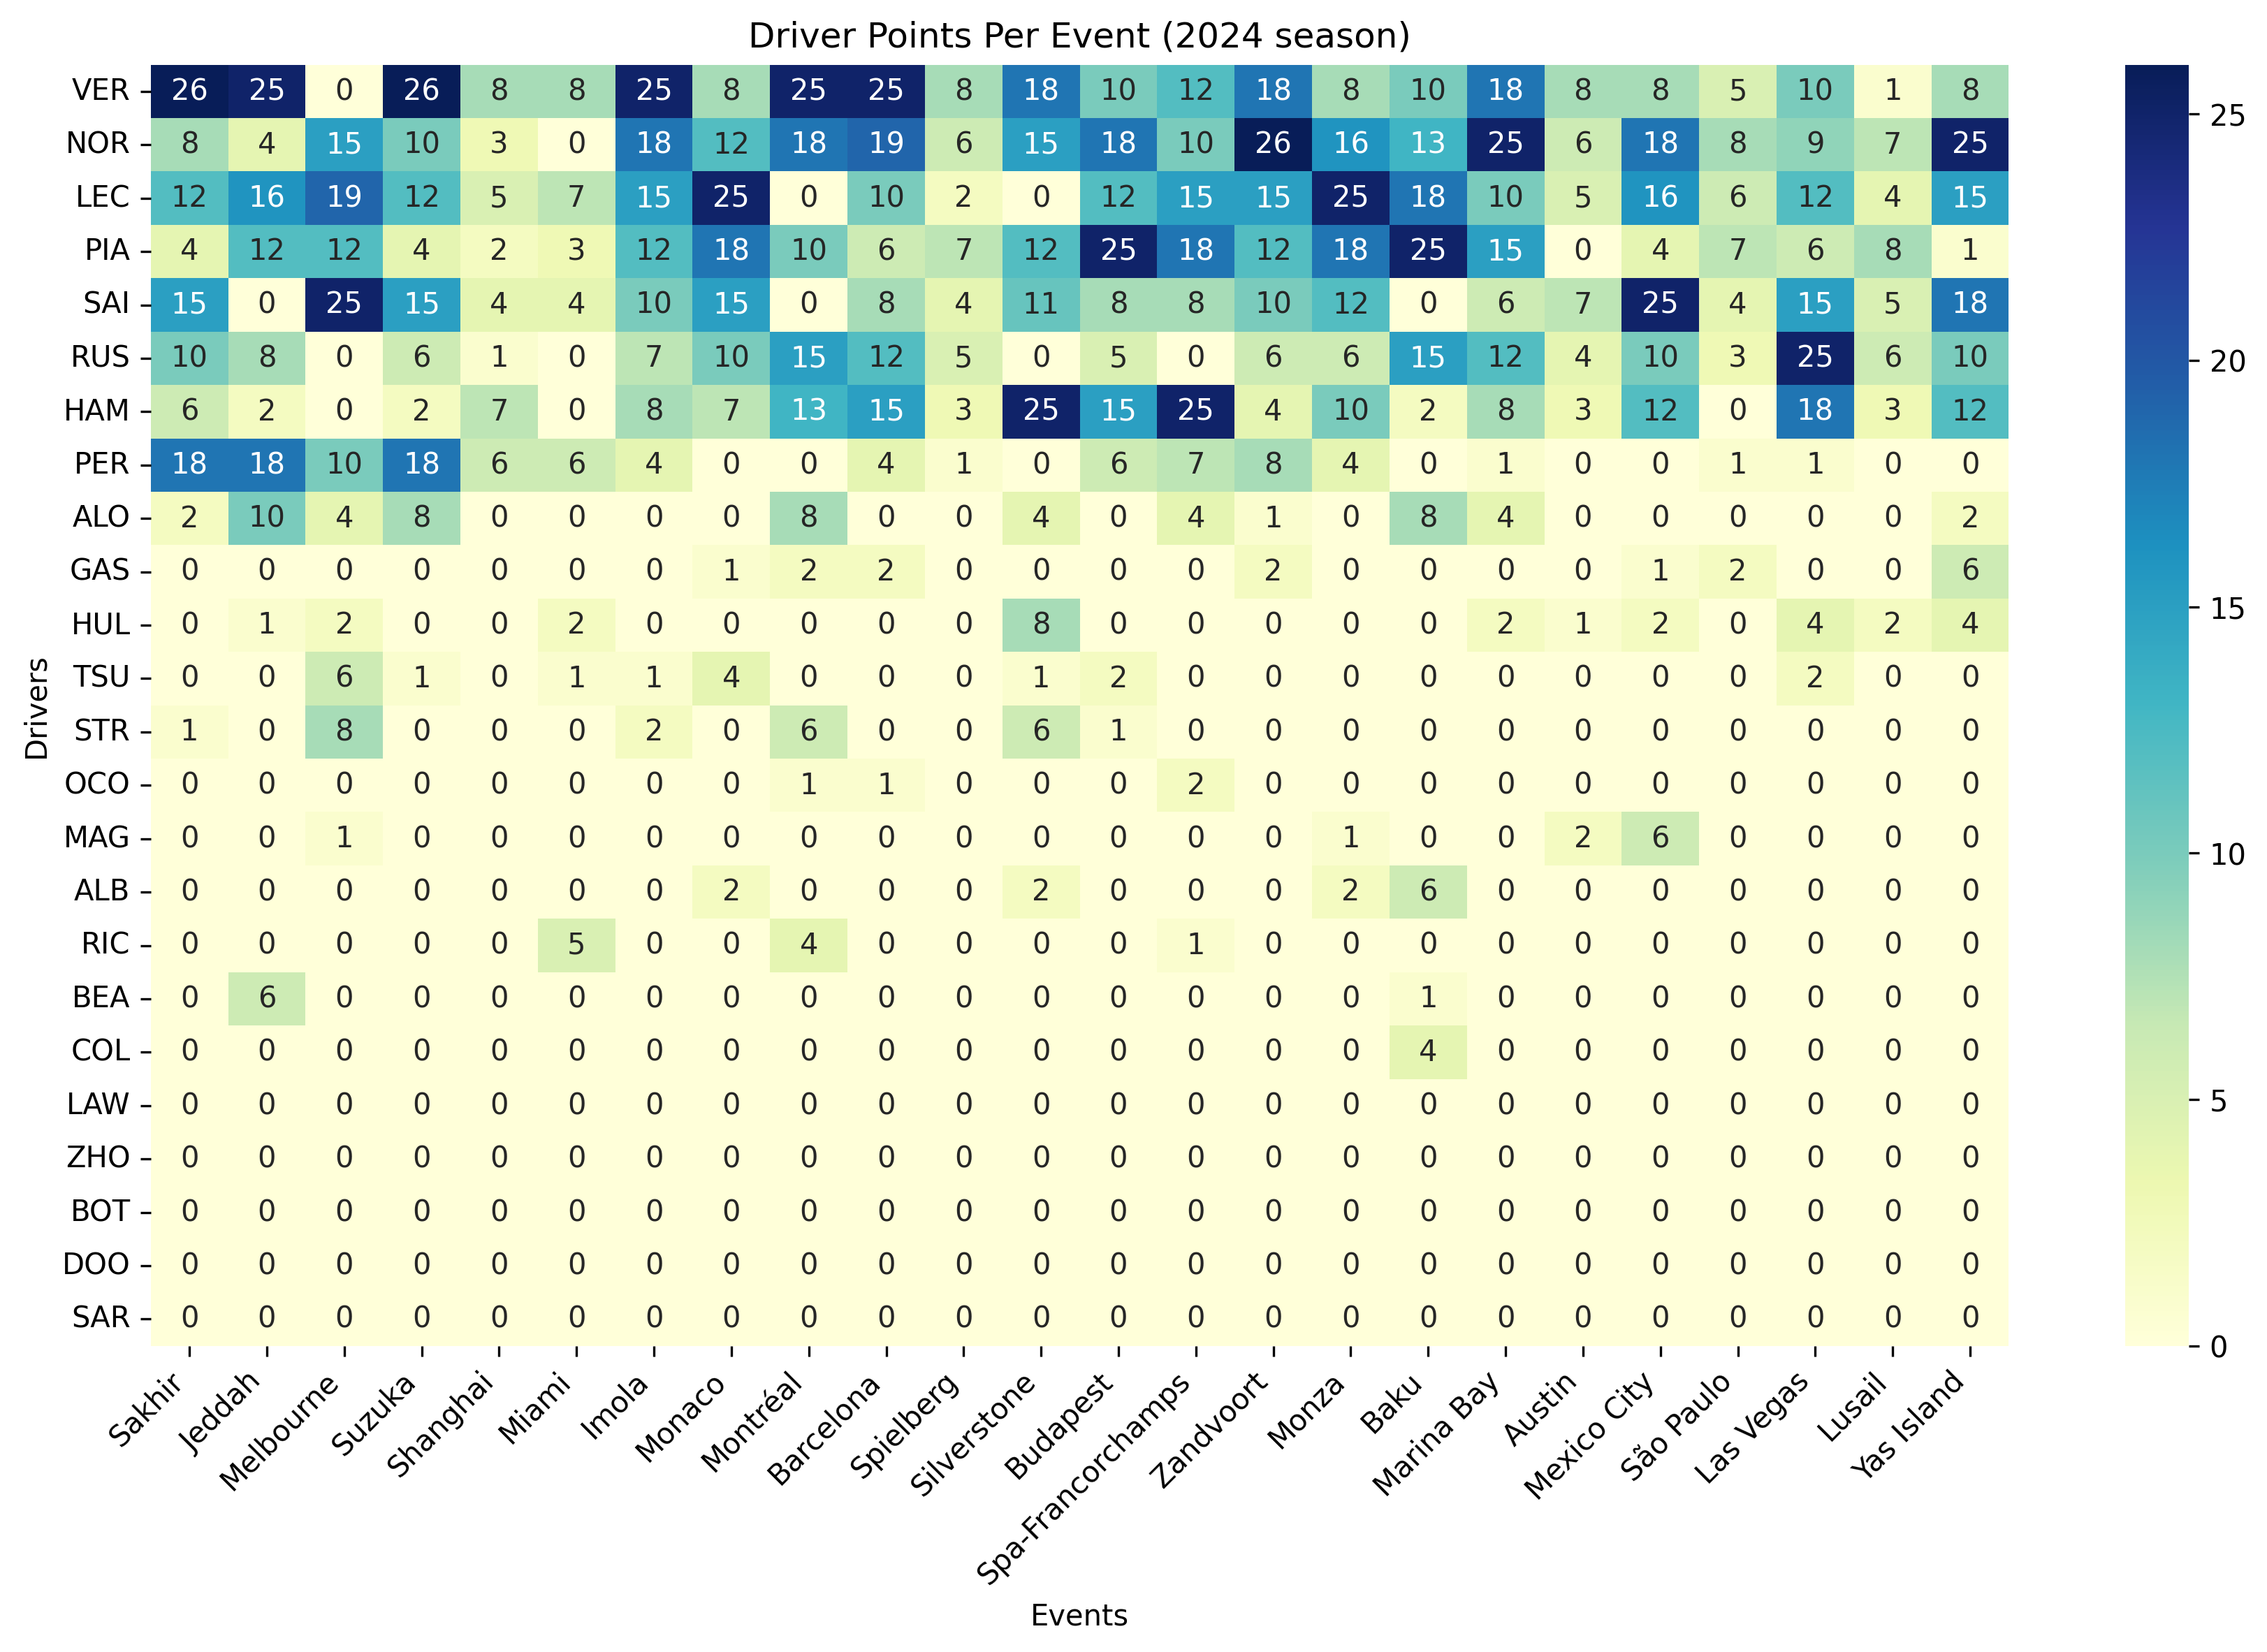 Driver Points Per Event (2024 season)
VER 26 25 0 26 8 8 25 8 25 25 8 18 10 12 18 8 10 18 8 8 5 10 1 8
NOR 8 4 15 10 3 0 18 12 18 19 6 15 18 10 26 16 13 25 6 18 8 9 7 25
LEC 12 16 19 12 5 7 15 25 0 10 2 0 12 15 15 25 18 10 5 16 6 12 4 15
PIA 4 12 12 4 2 3 12 18 10 6 7 12 25 18 12 18 25 15 0 4 7 6 8 1
SAI 15 0 25 15 4 4 10 15 0 8 4 11 8 8 10 12 0 6 7 25 4 15 5 18
RUS 10 8 0 6 1 0 7 10 15 12 5 0 5 0 6 6 15 12 4 10 3 25 6 10
HAM 6 2 0 2 7 0 8 7 13 15 3 25 15 25 4 10 2 8 3 12 0 18 3 12
PER 18 18 10 18 6 6 4 0 0 4 1 0 6 7 8 4 0 1 0 0 1 1 0 0
ALO 2 10 4 8 0 0 0 0 8 0 0 4 0 4 1 0 8 4 0 0 0 0 0 2
GAS 0 0 0 0 0 0 0 1 2 2 0 0 0 0 2 0 0 0 0 1 2 0 0 6
HUL 0 1 2 0 0 2 0 0 0 0 0 8 0 0 0 0 0 2 1 2 0 4 2 4
TSU 0 0 6 1 0 1 1 4 0 0 0 1 2 0 0 0 0 0 0 0 0 2 0 0
STR 1 0 8 0 0 0 2 0 6 0 0 6 1 0 0 0 0 0 0 0 0 0 0 0
OCO 0 0 0 0 0 0 0 0 1 1 0 0 0 2 0 0 0 0 0 0 0 0 0 0
MAG 0 0 1 0 0 0 0 0 0 0 0 0 0 0 0 1 0 0 2 6 0 0 0 0
ALB 0 0 0 0 0 0 0 2 0 0 0 2 0 0 0 2 6 0 0 0 0 0 0 0
RIC 0 0 0 0 0 5 0 0 4 0 0 0 0 1 0 0 0 0 0 0 0 0 0 0
BEA 0 6 0 0 0 0 0 0 0 0 0 0 0 0 0 0 1 0 0 0 0 0 0 0
COL 0 0 0 0 0 0 0 0 0 0 0 0 0 0 0 0 4 0 0 0 0 0 0 0
LAW 0 0 0 0 0 0 0 0 0 0 0 0 0 0 0 0 0 0 0 0 0 0 0 0
ZHO 0 0 0 0 0 0 0 0 0 0 0 0 0 0 0 0 0 0 0 0 0 0 0 0
BOT 0 0 0 0 0 0 0 0 0 0 0 0 0 0 0 0 0 0 0 0 0 0 0 0
DOO 0 0 0 0 0 0 0 0 0 0 0 0 0 0 0 0 0 0 0 0 0 0 0 0
SAR 0 0 0 0 0 0 0 0 0 0 0 0 0 0 0 0 0 0 0 0 0 0 0 0
Sakhir Jeddah Melbourne Suzuka Shanghai Miami Imola Monaco Montréal Barcelona Spielberg Silverstone Budapest Spa-Francorchamps Zandvoort Monza Baku Marina Bay Austin Mexico City São Paulo Las Vegas Lusail Yas Island
Events
Drivers
25
20
15
10
5
0